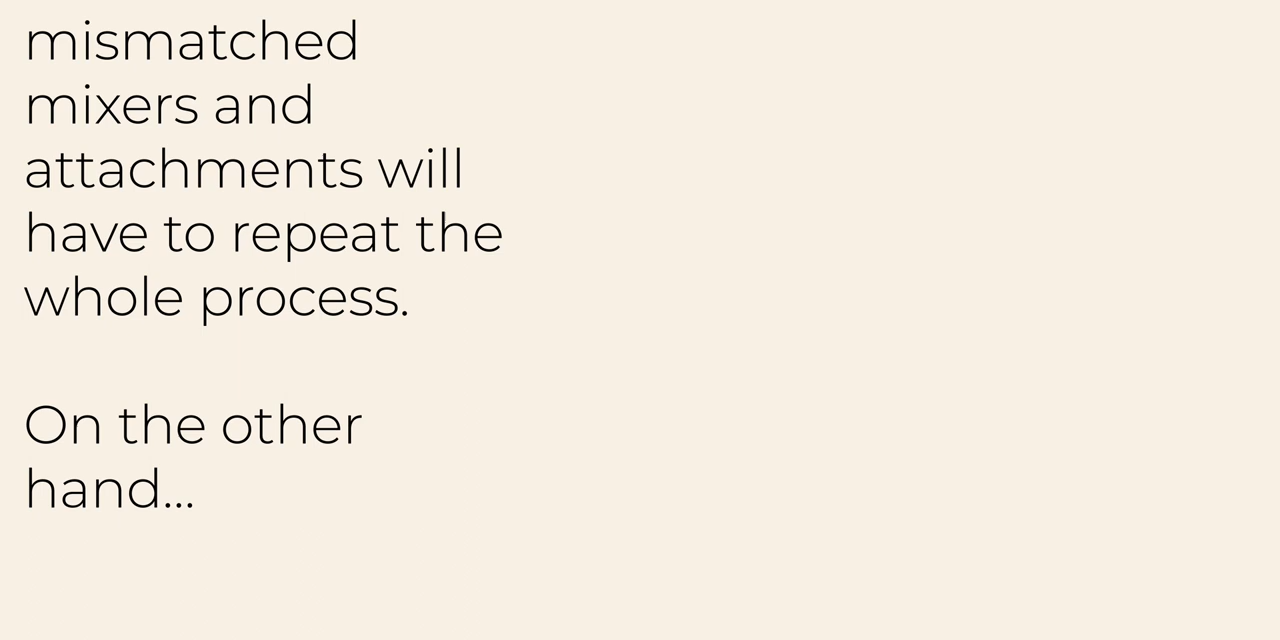 mismatched
mixers and
attachments will
have to repeat the
whole process.
On the other
hand...